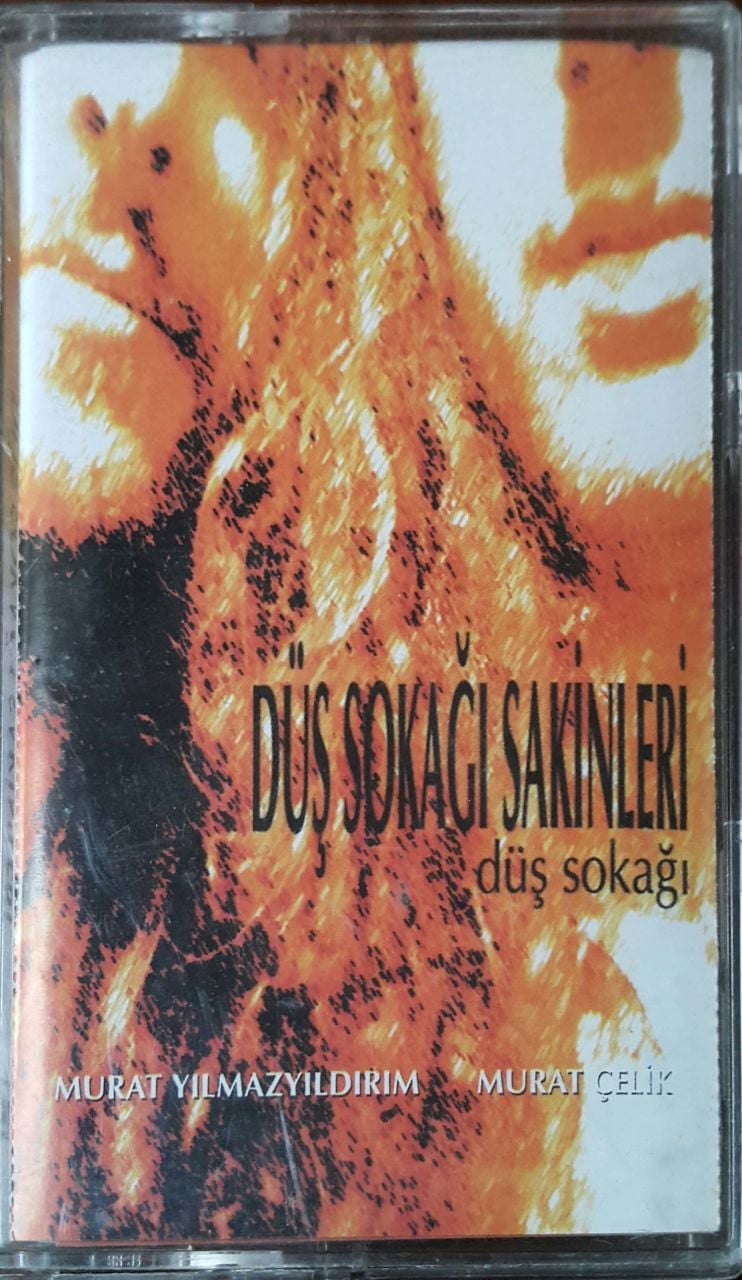 DÜŞ SOKAĞI SAKİNLERİ
düş sokağı
MURAT YILMAZYILDIRIM MURAT ÇELİK